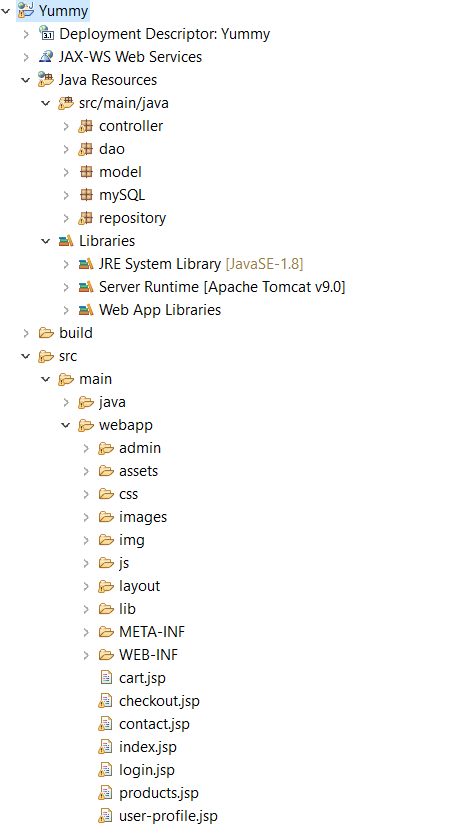 Yummy
Deployment Descriptor: Yummy
JAX-WS Web Services
Java Resources
src/main/java
controller
dao
model
mySQL
repository
Libraries
JRE System Library [JavaSE-1.8]
Server Runtime [Apache Tomcat v9.0]
Web App Libraries
build
src
main
java
webapp
admin
assets
css
images
img
js
layout
lib
META-INF
WEB-INF
cart.jsp
checkout.jsp
contact.jsp
index.jsp
login.jsp
products.jsp
user-profile.jsp